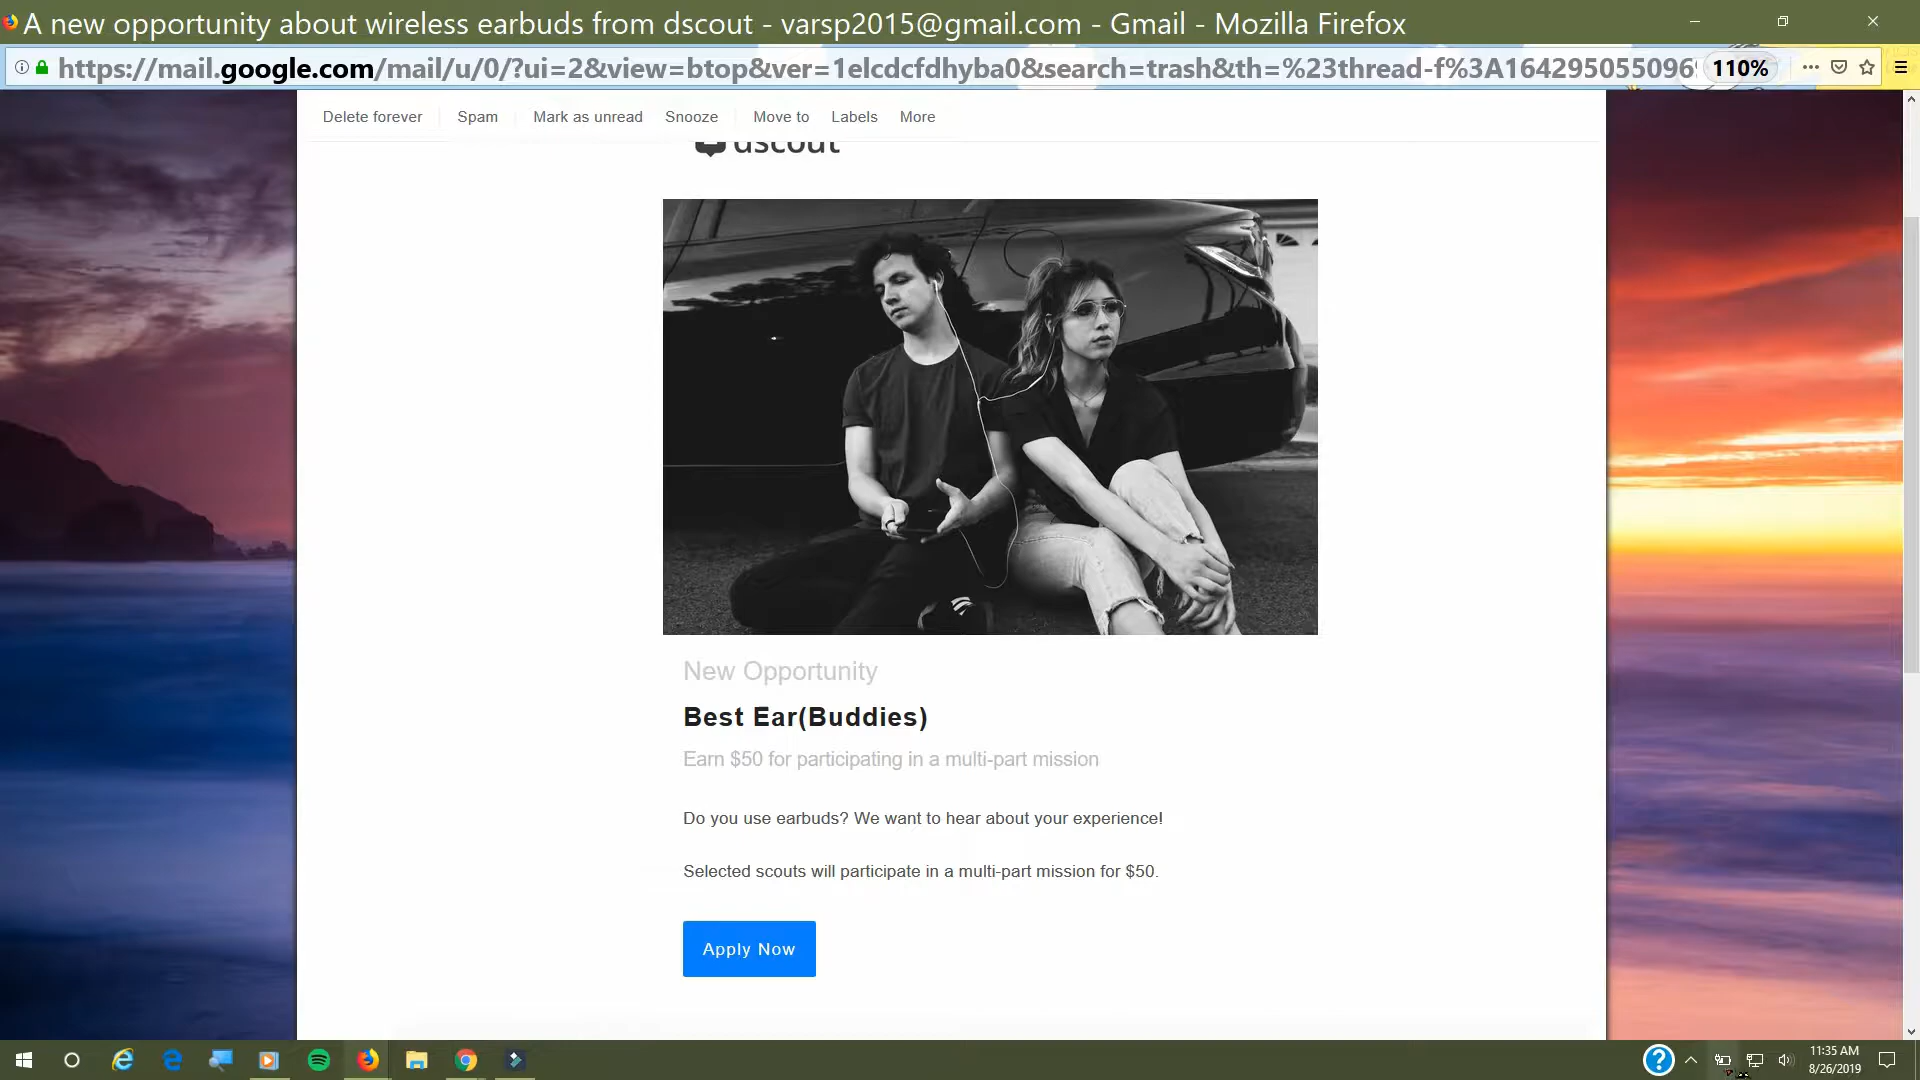 A new opportunity about wireless earbuds from dscout - varsp2015@gmail.com - Gmail - Mozilla Firefox
https://mail.google.com/mail/u/0/?ui=2&view=btop&ver=1elcdcfdhyba0&search=trash&th=%23thread-f%3A164295055096
110%
Delete forever Spam Mark as unread Snooze Move to Labels More
dscout
New Opportunity
Best Ear(Buddies)
Earn $50 for participating in a multi-part mission
Do you use earbuds? We want to hear about your experience!
Selected scouts will participate in a multi-part mission for $50.
Apply Now
11:35 AM
8/26/2019